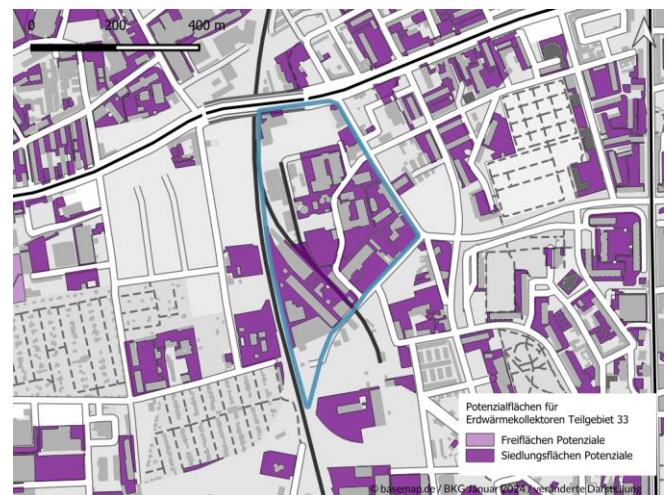 0 200 400 m
Potenzialflächen für
Erdwärmekollektoren Teilgebiet 33
Freiflächen Potenziale
Siedlungsflächen Potenziale
© basemap.de / BKG Januar 2024 / veränderte Darstellung